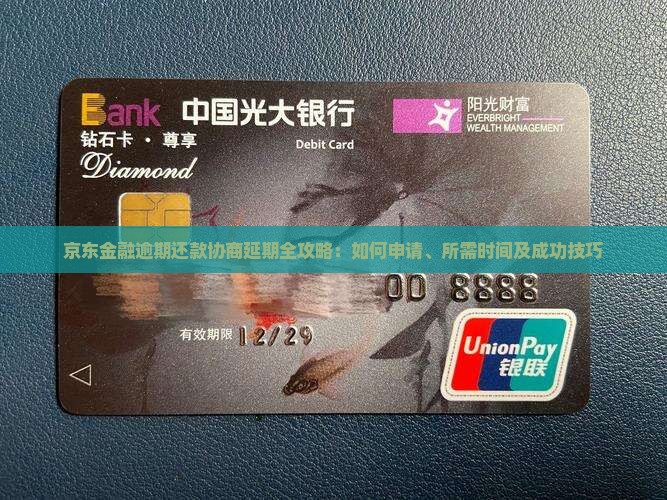 Bank 中国光大银行
阳光财富
EVERBRIGHT
WEALTH MANAGEMENT
钻石卡 · 尊享
Debit Card
Diamond
京东金融逾期还款协商延期全攻略：如何申请、所需时间及成功技巧
00 8888
有效期限 12/29
UnionPay
银联